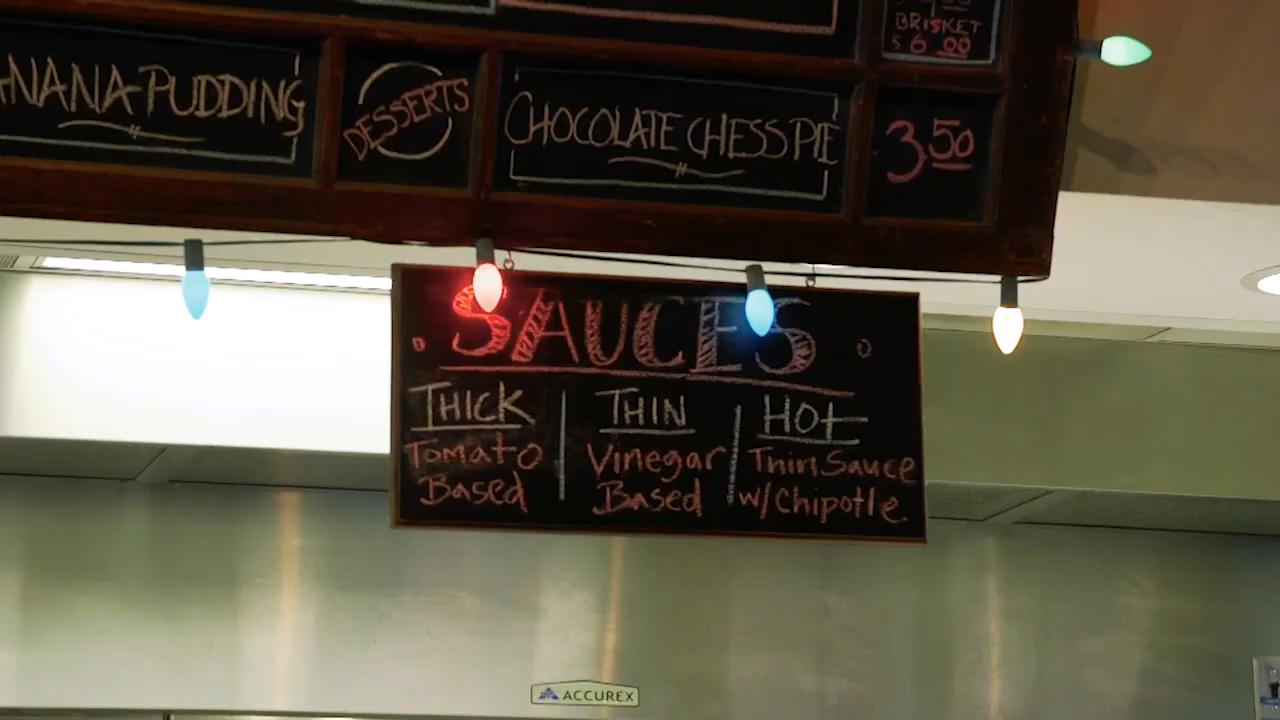 BRISKET
$6.00
NANA PUDDING
DESSERTS
CHOCOLATE CHESS PIE
3.50
SAUCES
THICK
Tomato
Based
THIN
Vinegar
Based
HOt
Thin Sauce
w/Chipotle
ACCUREX